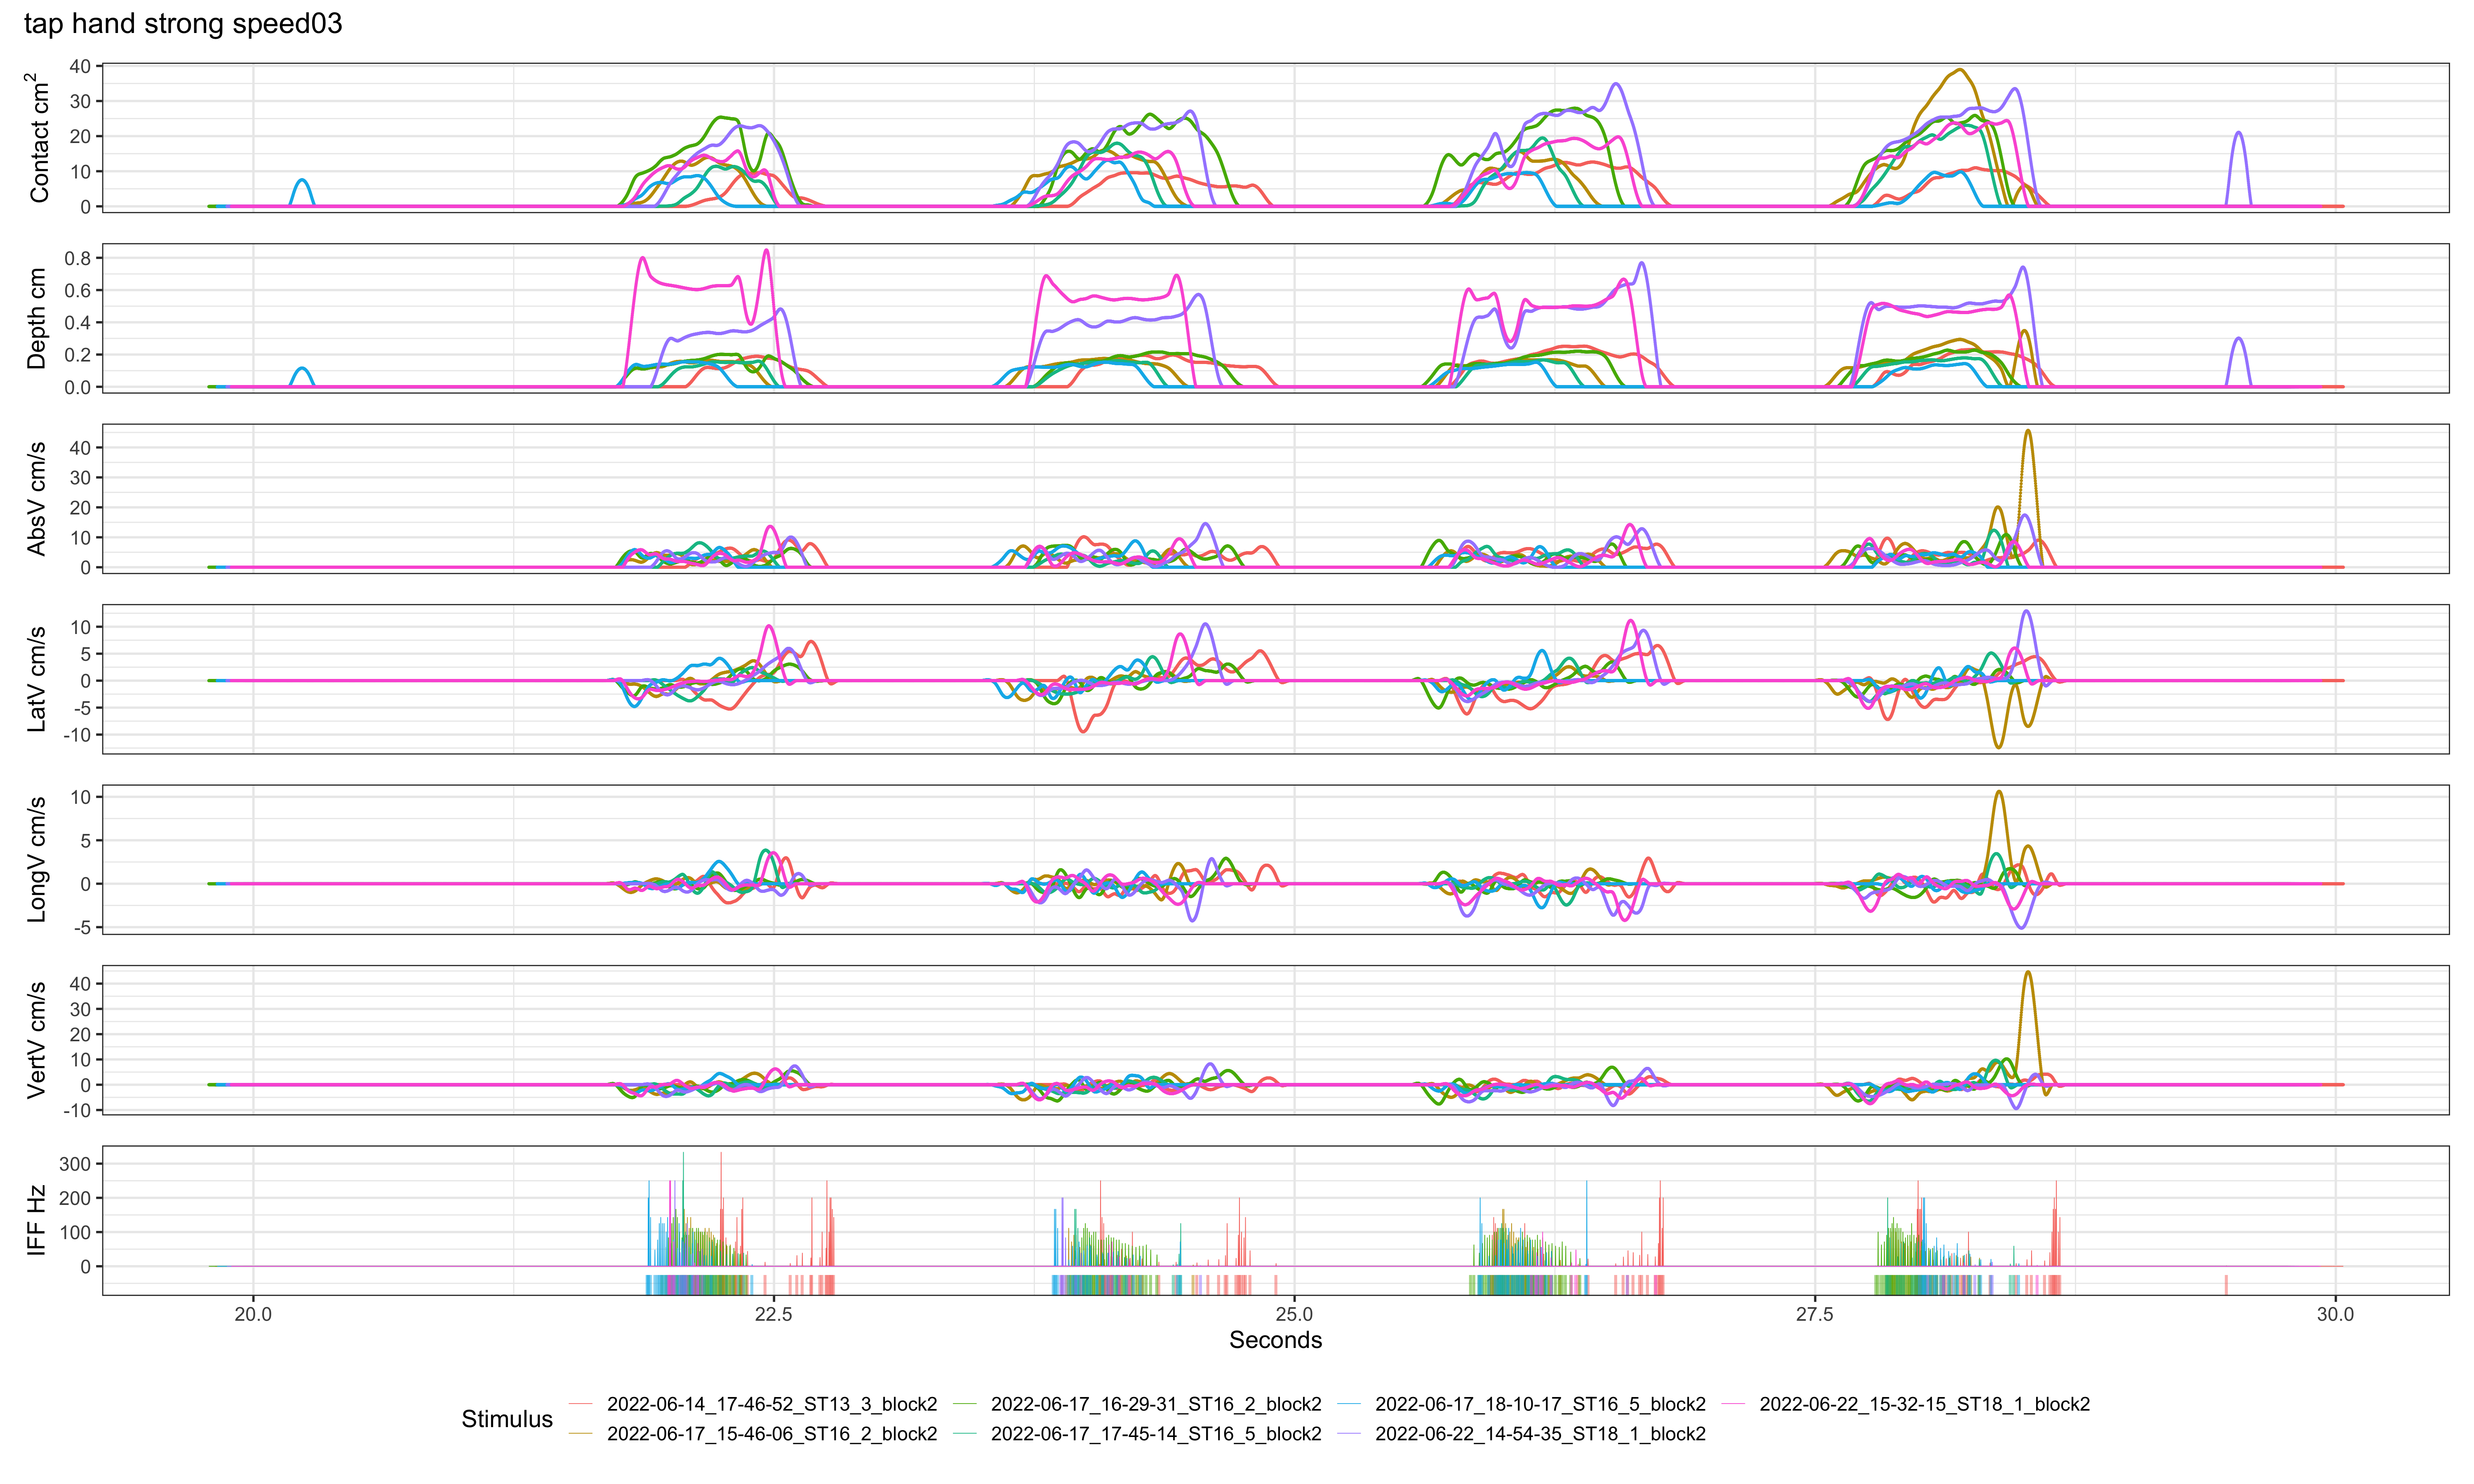 tap hand strong speed03
Contact cm²
40
30
20
10
0
Depth cm
0.8
0.6
0.4
0.2
0.0
AbsV cm/s
40
30
20
10
0
LatV cm/s
10
5
0
-5
-10
LongV cm/s
10
5
0
-5
VertV cm/s
40
30
20
10
0
-10
IFF Hz
300
200
100
0
20.0 22.5 25.0 27.5 30.0
Seconds
Stimulus
2022-06-14_17-46-52_ST13_3_block2 2022-06-17_16-29-31_ST16_2_block2 2022-06-17_18-10-17_ST16_5_block2 2022-06-22_15-32-15_ST18_1_block2
2022-06-17_15-46-06_ST16_2_block2 2022-06-17_17-45-14_ST16_5_block2 2022-06-22_14-54-35_ST18_1_block2